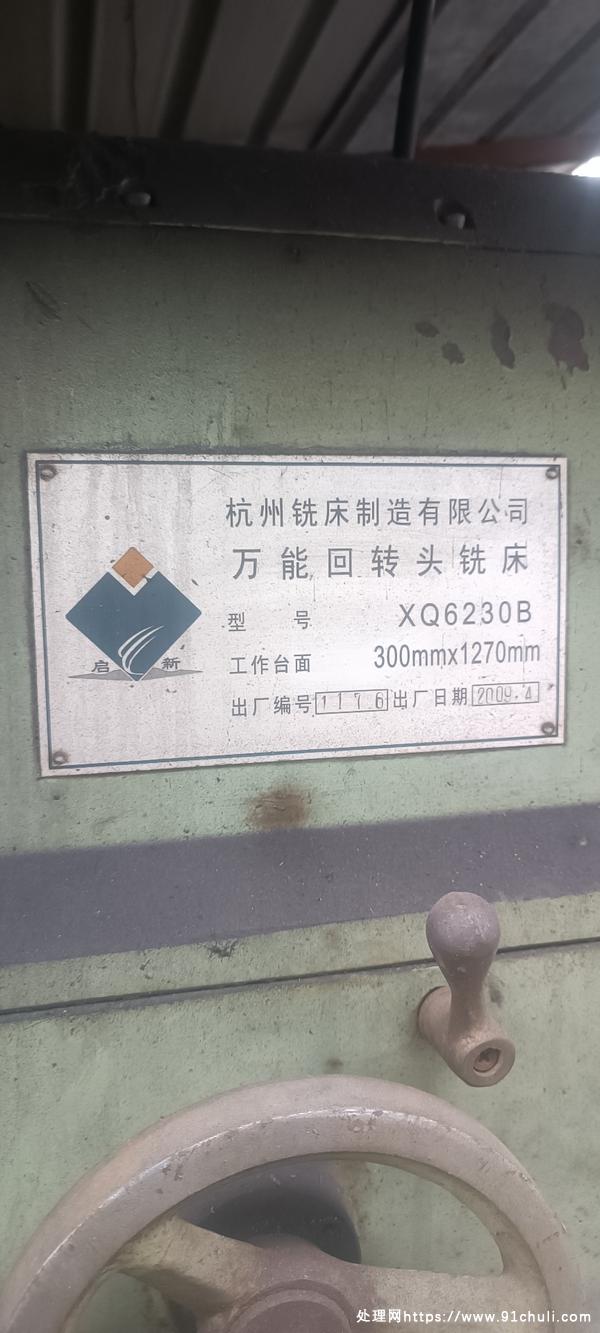 杭州铣床制造有限公司
万能回转头铣床
型 号 XQ6230B
工作台面 300mmx1270mm
出厂编号 1176 出厂日期 2009.4
启 新
处理网https://www.91chuli.com